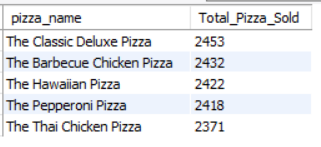 pizza_name Total_Pizza_Sold
The Classic Deluxe Pizza 2453
The Barbecue Chicken Pizza 2432
The Hawaiian Pizza 2422
The Pepperoni Pizza 2418
The Thai Chicken Pizza 2371